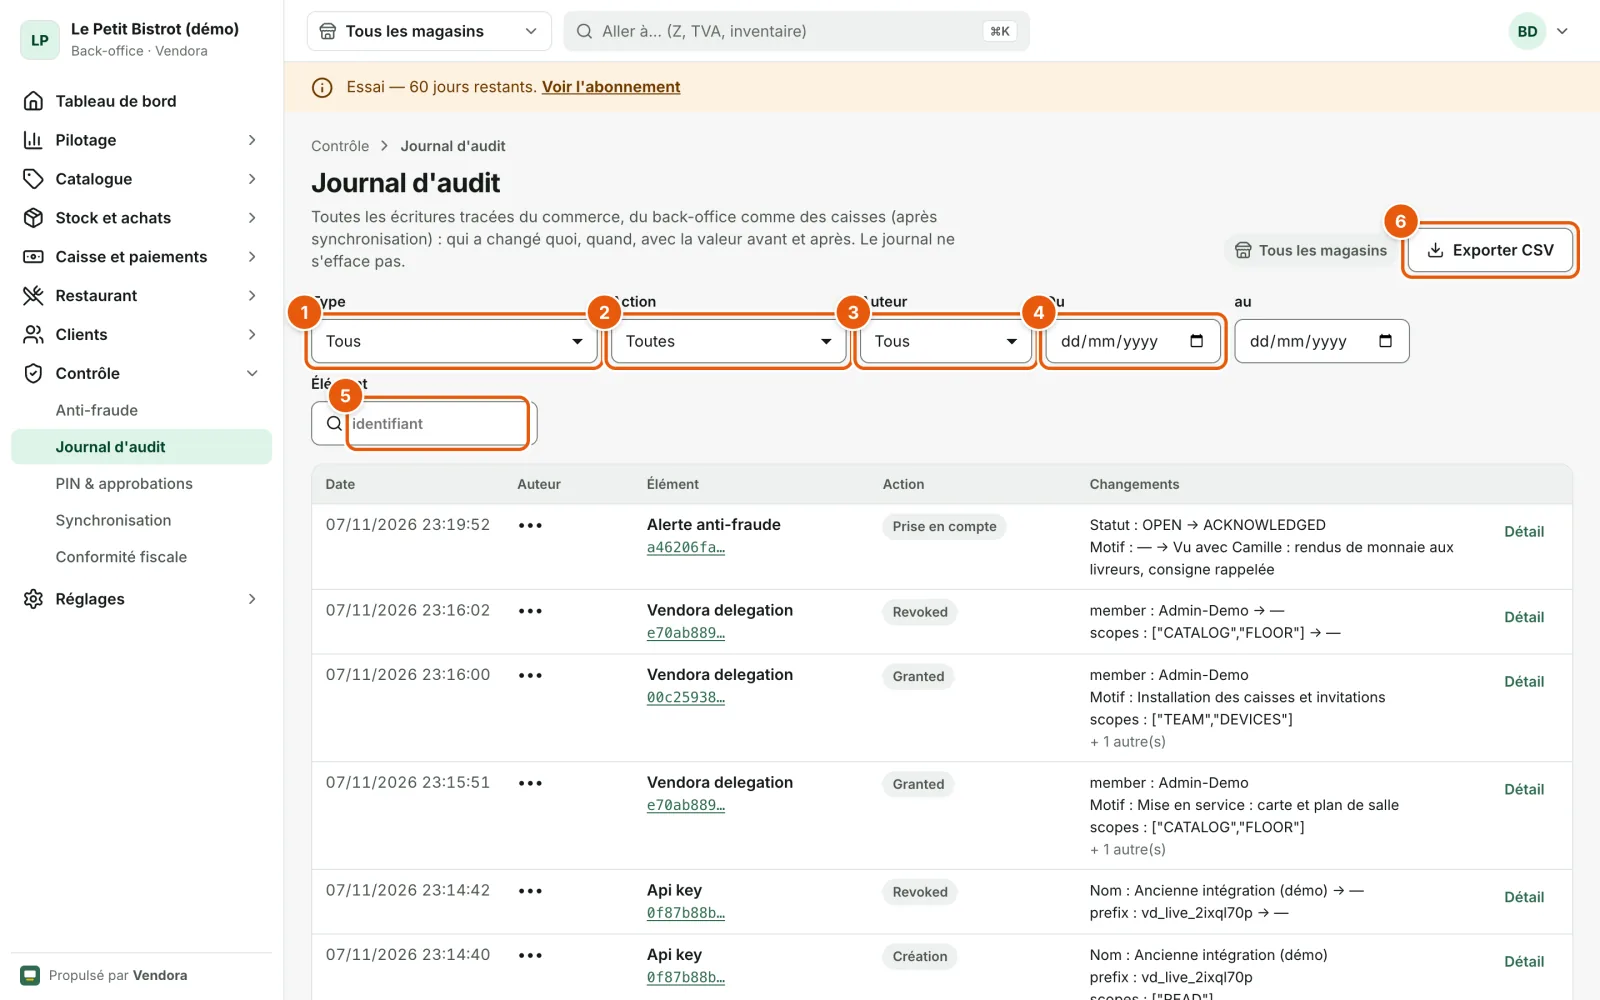 LP
Le Petit Bistrot (démo)
Back-office · Vendora
Tous les magasins
Aller à... (Z, TVA, inventaire)
⌘K
BD
Essai — 60 jours restants. Voir l'abonnement
Tableau de bord
Pilotage
Catalogue
Stock et achats
Caisse et paiements
Restaurant
Clients
Contrôle
Anti-fraude
Journal d'audit
PIN & approbations
Synchronisation
Conformité fiscale
Réglages
Propulsé par Vendora
Contrôle > Journal d'audit
Journal d'audit
Toutes les écritures tracées du commerce, du back-office comme des caisses (après
synchronisation) : qui a changé quoi, quand, avec la valeur avant et après. Le journal ne
s'efface pas.
Tous les magasins
6
Exporter CSV
1
2
3
4
au
Tous
Toutes
Tous
dd/mm/yyyy
dd/mm/yyyy
5
identifiant
Date Auteur Élément Action Changements
07/11/2026 23:19:52 ••• Alerte anti-fraude Prise en compte Statut : OPEN → ACKNOWLEDGED Détail
a46206fa… Motif : — → Vu avec Camille : rendus de monnaie aux
livreurs, consigne rappelée
07/11/2026 23:16:02 ••• Vendora delegation Revoked member : Admin-Demo → — Détail
e70ab889… scopes : ["CATALOG","FLOOR"] → —
07/11/2026 23:16:00 ••• Vendora delegation Granted member : Admin-Demo Détail
00c25938… Motif : Installation des caisses et invitations
scopes : ["TEAM","DEVICES"]
+ 1 autre(s)
07/11/2026 23:15:51 ••• Vendora delegation Granted member : Admin-Demo Détail
e70ab889… Motif : Mise en service : carte et plan de salle
scopes : ["CATALOG","FLOOR"]
+ 1 autre(s)
07/11/2026 23:14:42 ••• Api key Revoked Nom : Ancienne intégration (démo) → — Détail
0f87b88b… prefix : vd_live_2ixql70p → —
07/11/2026 23:14:40 ••• Api key Création Nom : Ancienne intégration (démo) Détail
0f87b88b… prefix : vd_live_2ixql70p
scopes : ["READ"]